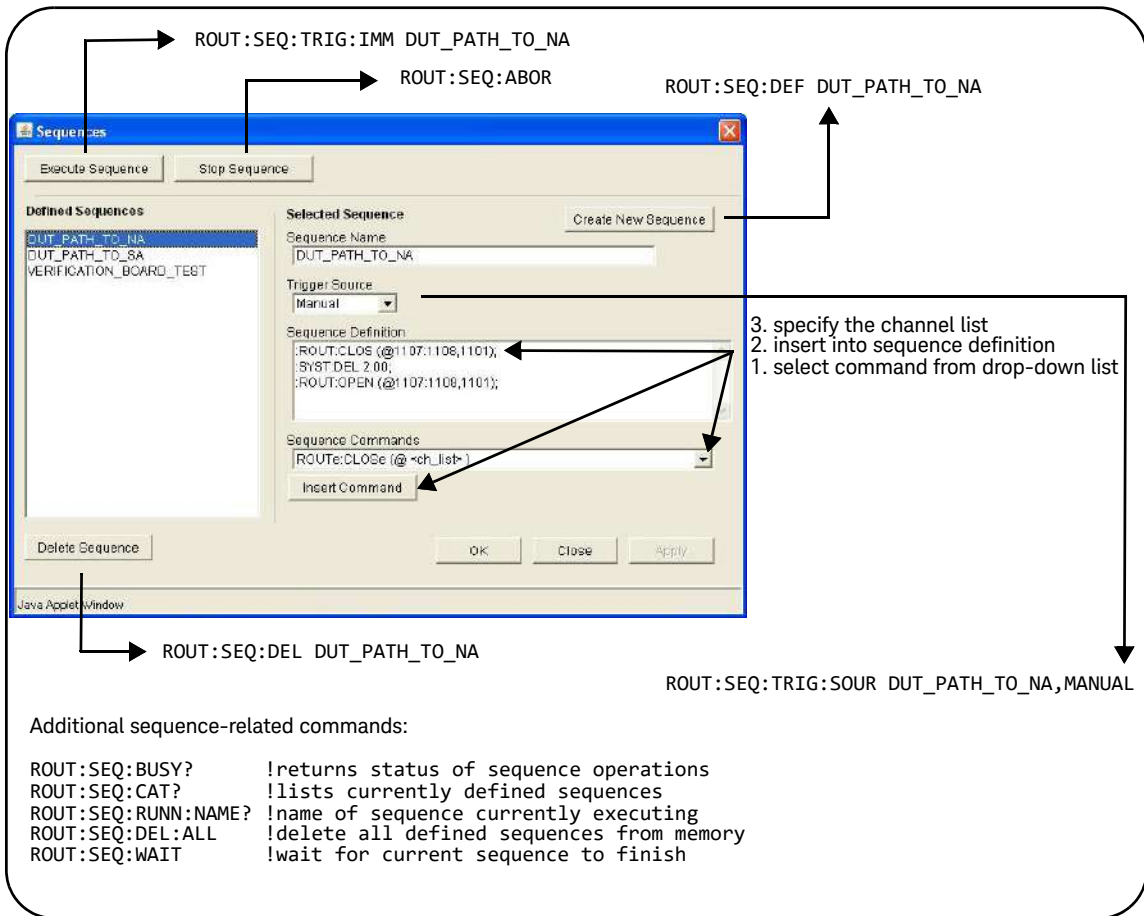 ROUT:SEQ:TRIG:IMM DUT_PATH_TO_NA
ROUT:SEQ:ABOR
ROUT:SEQ:DEF DUT_PATH_TO_NA
Sequences
Execute Sequence
Stop Sequence
Defined Sequences
DUT_PATH_TO_NA
DUT_PATH_TO_SA
VERIFICATION_BOARD_TEST
Selected Sequence
Create New Sequence
Sequence Name
DUT_PATH_TO_NA
Trigger Source
Manual
Sequence Definition
:ROUT:CLOS (@1107:1108,1101);
:SYST:DEL 2.00;
:ROUT:OPEN (@1107:1108,1101);
Sequence Commands
ROUTe:CLOSe (@ <ch_list> )
Insert Command
3. specify the channel list
2. insert into sequence definition
1. select command from drop-down list
Delete Sequence
OK
Close
Apply
Java Applet Window
ROUT:SEQ:DEL DUT_PATH_TO_NA
ROUT:SEQ:TRIG:SOUR DUT_PATH_TO_NA,MANUAL
Additional sequence-related commands:
ROUT:SEQ:BUSY? !returns status of sequence operations
ROUT:SEQ:CAT? !lists currently defined sequences
ROUT:SEQ:RUNN:NAME? !name of sequence currently executing
ROUT:SEQ:DEL:ALL !delete all defined sequences from memory
ROUT:SEQ:WAIT !wait for current sequence to finish